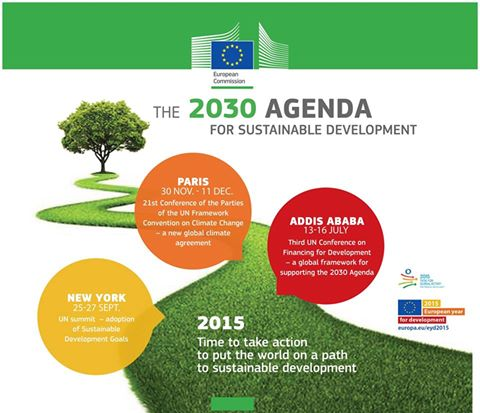 European
Commission
THE 2030 AGENDA
FOR SUSTAINABLE DEVELOPMENT
PARIS
30 NOV. - 11 DEC.
21st Conference of the Parties
of the UN Framework
Convention on Climate Change
– a new global climate
agreement
ADDIS ABABA
13-16 JULY
Third UN Conference on
Financing for Development
– a global framework for
supporting the 2030 Agenda
NEW YORK
25-27 SEPT.
UN summit – adoption
of Sustainable
Development Goals
2015
Time to take action
to put the world on a path
to sustainable development
2015
TIME FOR
GLOBAL ACTION
2015
European year
for development
europa.eu/eyd2015